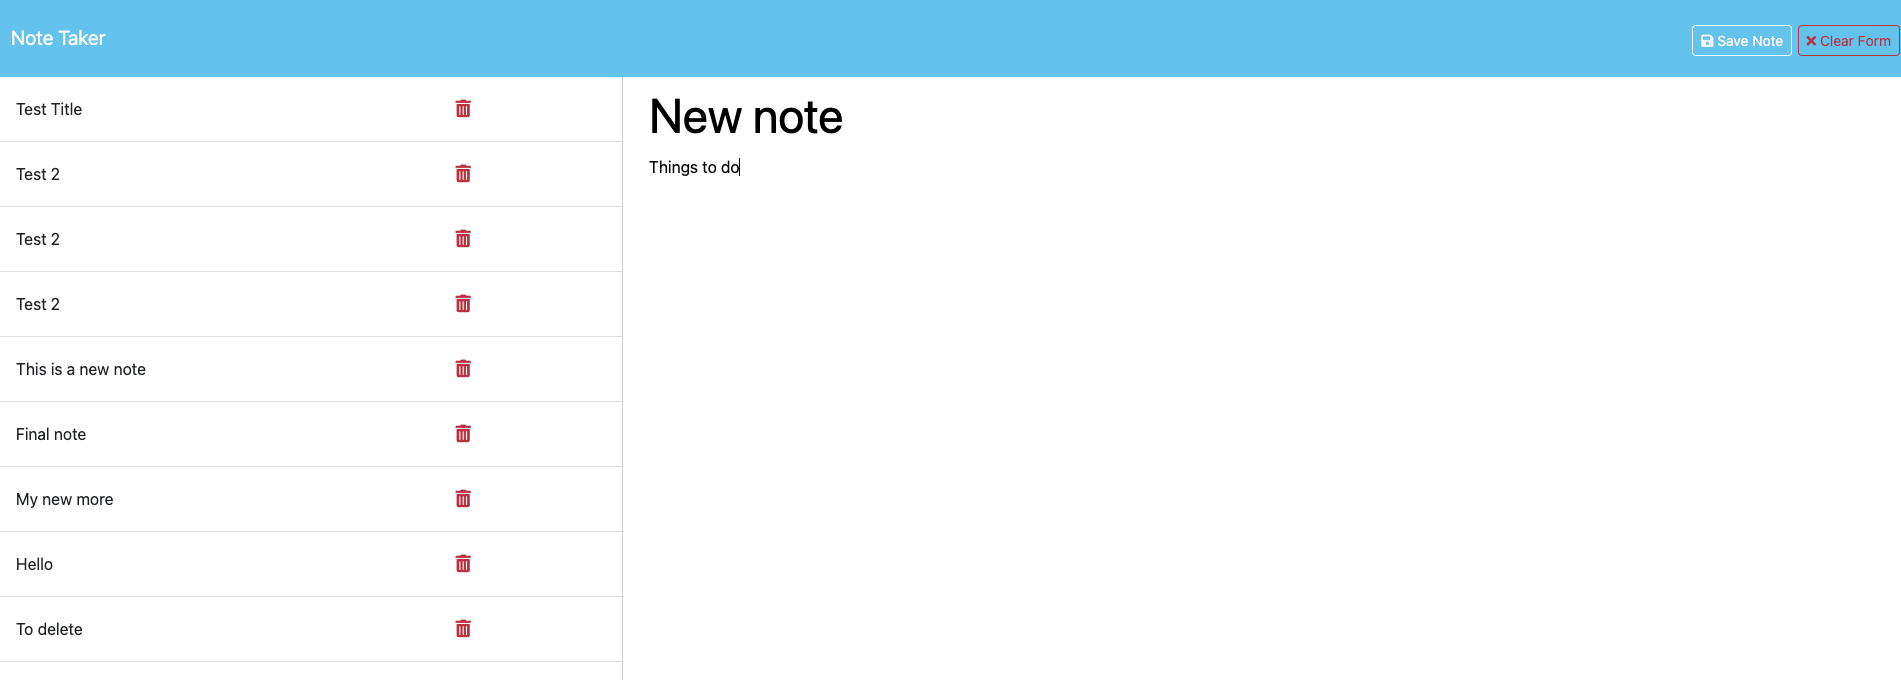 Note Taker
Save Note
Clear Form
Test Title
Test 2
Test 2
Test 2
This is a new note
Final note
My new more
Hello
To delete
New note
Things to do